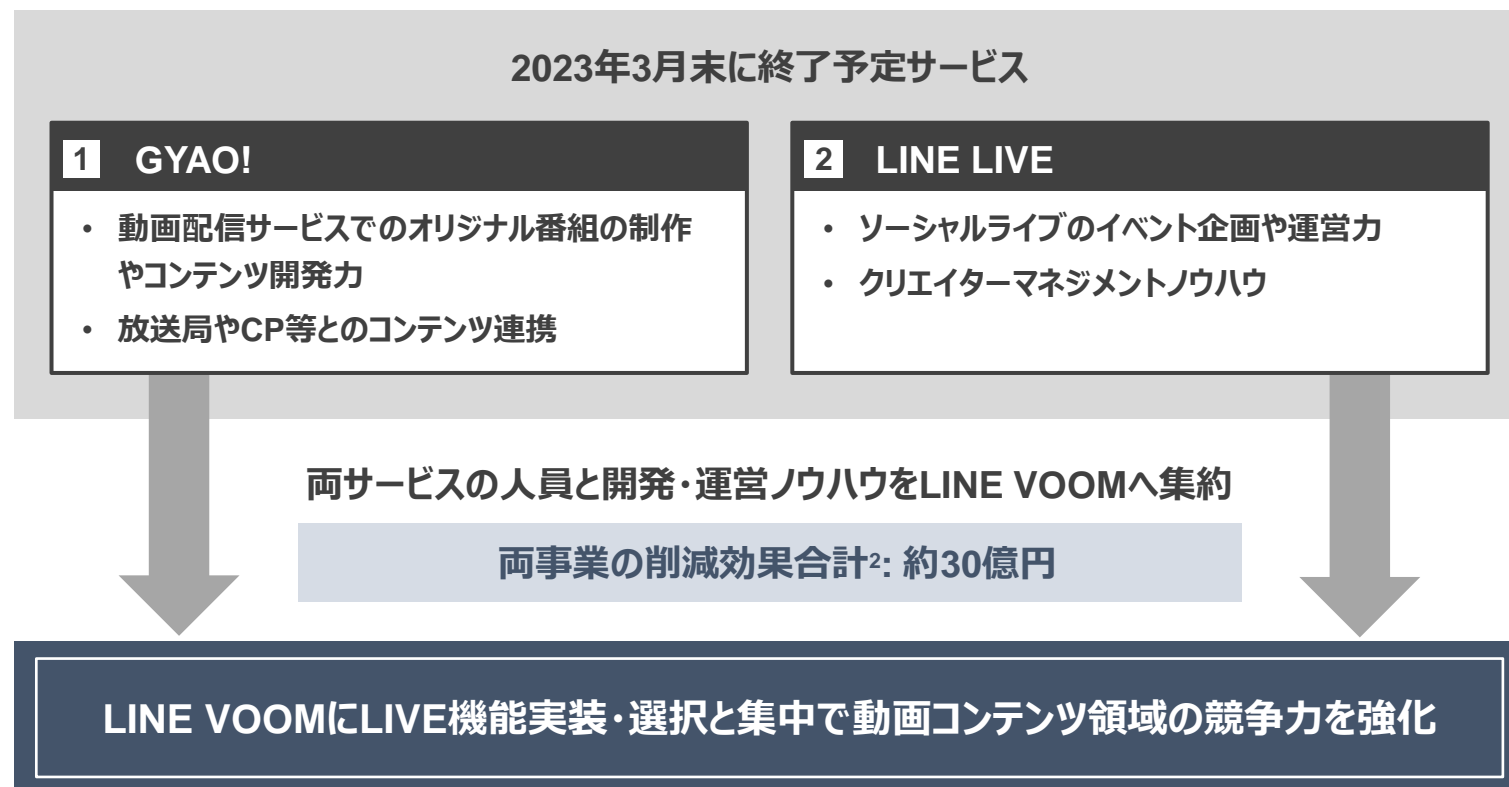 2023年3月末に終了予定サービス
1 GYAO!
• 動画配信サービスでのオリジナル番組の制作
やコンテンツ開発力
• 放送局やCP等とのコンテンツ連携
2 LINE LIVE
• ソーシャルライブのイベント企画や運営力
• クリエイターマネジメントノウハウ
両サービスの人員と開発・運営ノウハウをLINE VOOMへ集約
両事業の削減効果合計2: 約30億円
LINE VOOMにLIVE機能実装・選択と集中で動画コンテンツ領域の競争力を強化